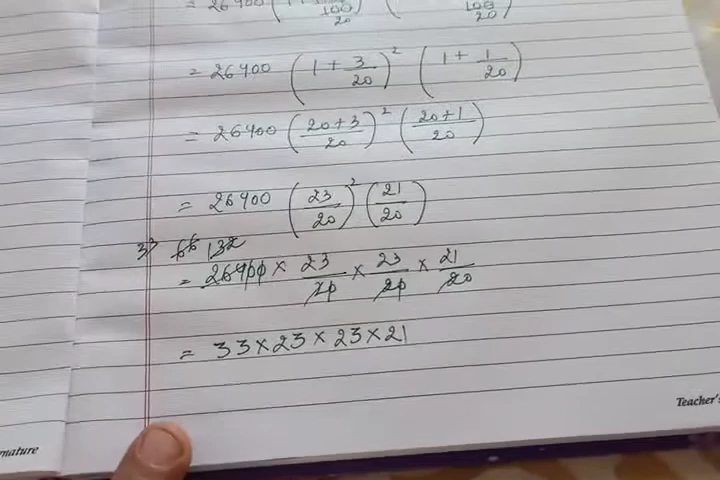 = 26400 (1 + 3/20)² (1 + 1/20)
= 26400 (20+3/20)² (20+1/20)
= 26400 (23/20)² (21/20)
33 66 132
= 26400 × 23/20 × 23/20 × 21/20
= 33×23×23×21
Teacher's